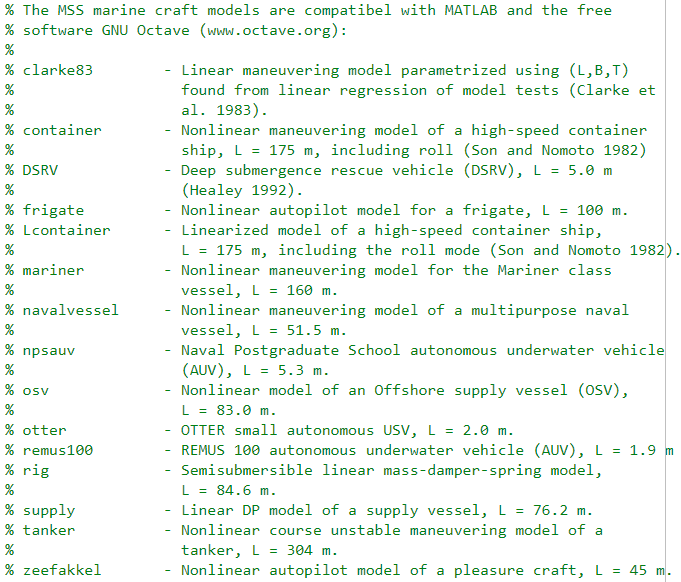 % The MSS marine craft models are compatibel with MATLAB and the free
% software GNU Octave (www.octave.org):
%
% clarke83 - Linear maneuvering model parametrized using (L,B,T)
% found from linear regression of model tests (Clarke et
% al. 1983).
% container - Nonlinear maneuvering model of a high-speed container
% ship, L = 175 m, including roll (Son and Nomoto 1982)
% DSRV - Deep submergence rescue vehicle (DSRV), L = 5.0 m
% (Healey 1992).
% frigate - Nonlinear autopilot model for a frigate, L = 100 m.
% Lcontainer - Linearized model of a high-speed container ship,
% L = 175 m, including the roll mode (Son and Nomoto 1982).
% mariner - Nonlinear maneuvering model for the Mariner class
% vessel, L = 160 m.
% navalvessel - Nonlinear maneuvering model of a multipurpose naval
% vessel, L = 51.5 m.
% npsauv - Naval Postgraduate School autonomous underwater vehicle
% (AUV), L = 5.3 m.
% osv - Nonlinear model of an Offshore supply vessel (OSV),
% L = 83.0 m.
% otter - OTTER small autonomous USV, L = 2.0 m.
% remus100 - REMUS 100 autonomous underwater vehicle (AUV), L = 1.9 m
% rig - Semisubmersible linear mass-damper-spring model,
% L = 84.6 m.
% supply - Linear DP model of a supply vessel, L = 76.2 m.
% tanker - Nonlinear course unstable maneuvering model of a
% tanker, L = 304 m.
% zeefakkel - Nonlinear autopilot model of a pleasure craft, L = 45 m.